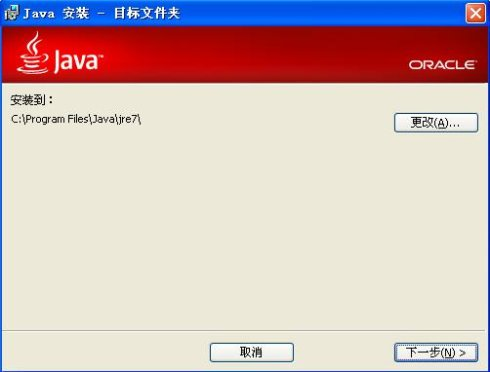 Java 安装 - 目标文件夹
Java™
ORACLE®
安装到：
C:\Program Files\Java\jre7\
更改(A)...
取消
下一步(N) >